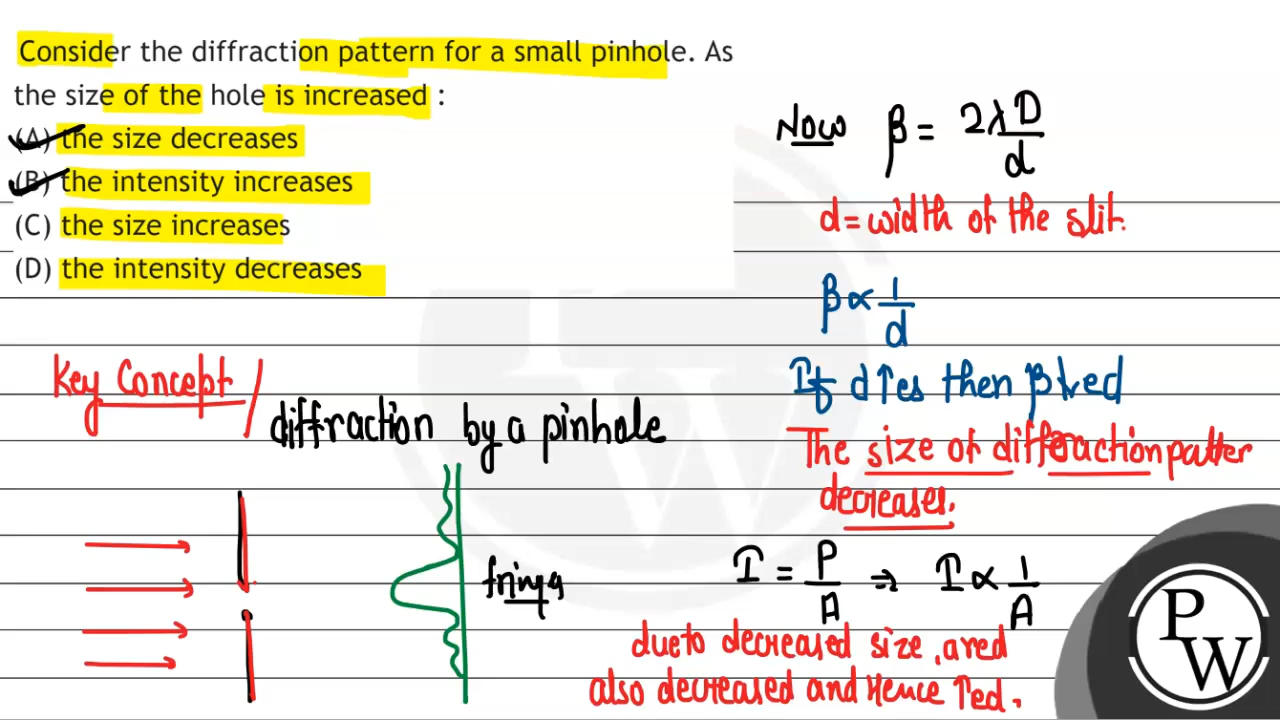 Consider the diffraction pattern for a small pinhole. As
the size of the hole is increased :
(A) the size decreases
(B) the intensity increases
(C) the size increases
(D) the intensity decreases
Key Concept
diffraction by a pinhole
fringes
Now β = 2λD/d
d = width of the slit.
β ∝ 1/d
If d↑es then β↓ed
The size of diffraction patter
decreases.
I = P/A ⇒ I ∝ 1/A
due to decreased size, area
also decreased and Hence I↑ed.
PW